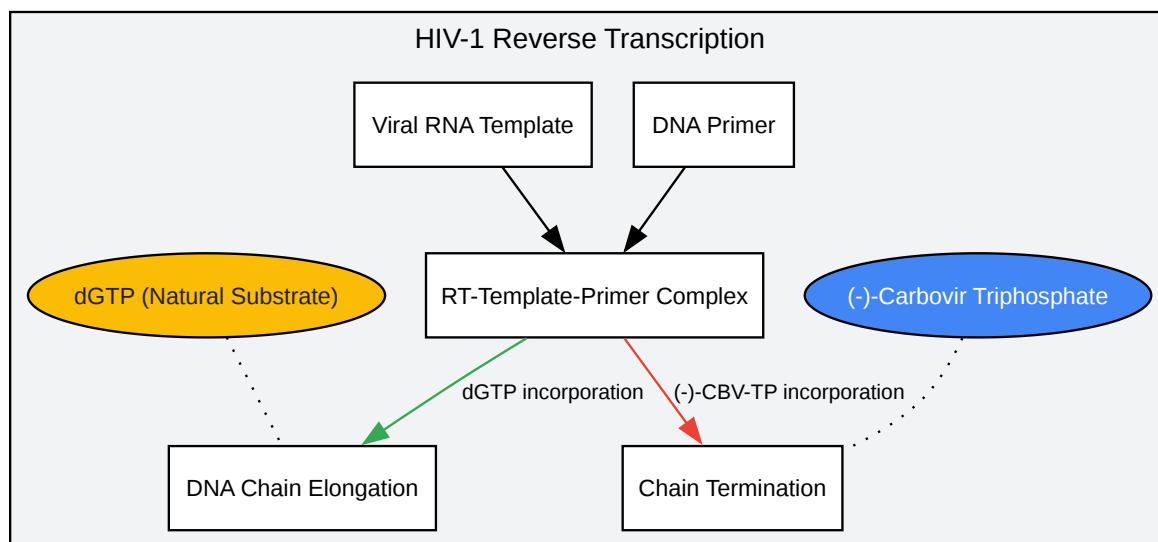 HIV-1 Reverse Transcription
Viral RNA Template
DNA Primer
dGTP (Natural Substrate)
RT-Template-Primer Complex
(-)-Carbovir Triphosphate
dGTP incorporation
(-)-CBV-TP incorporation
DNA Chain Elongation
Chain Termination